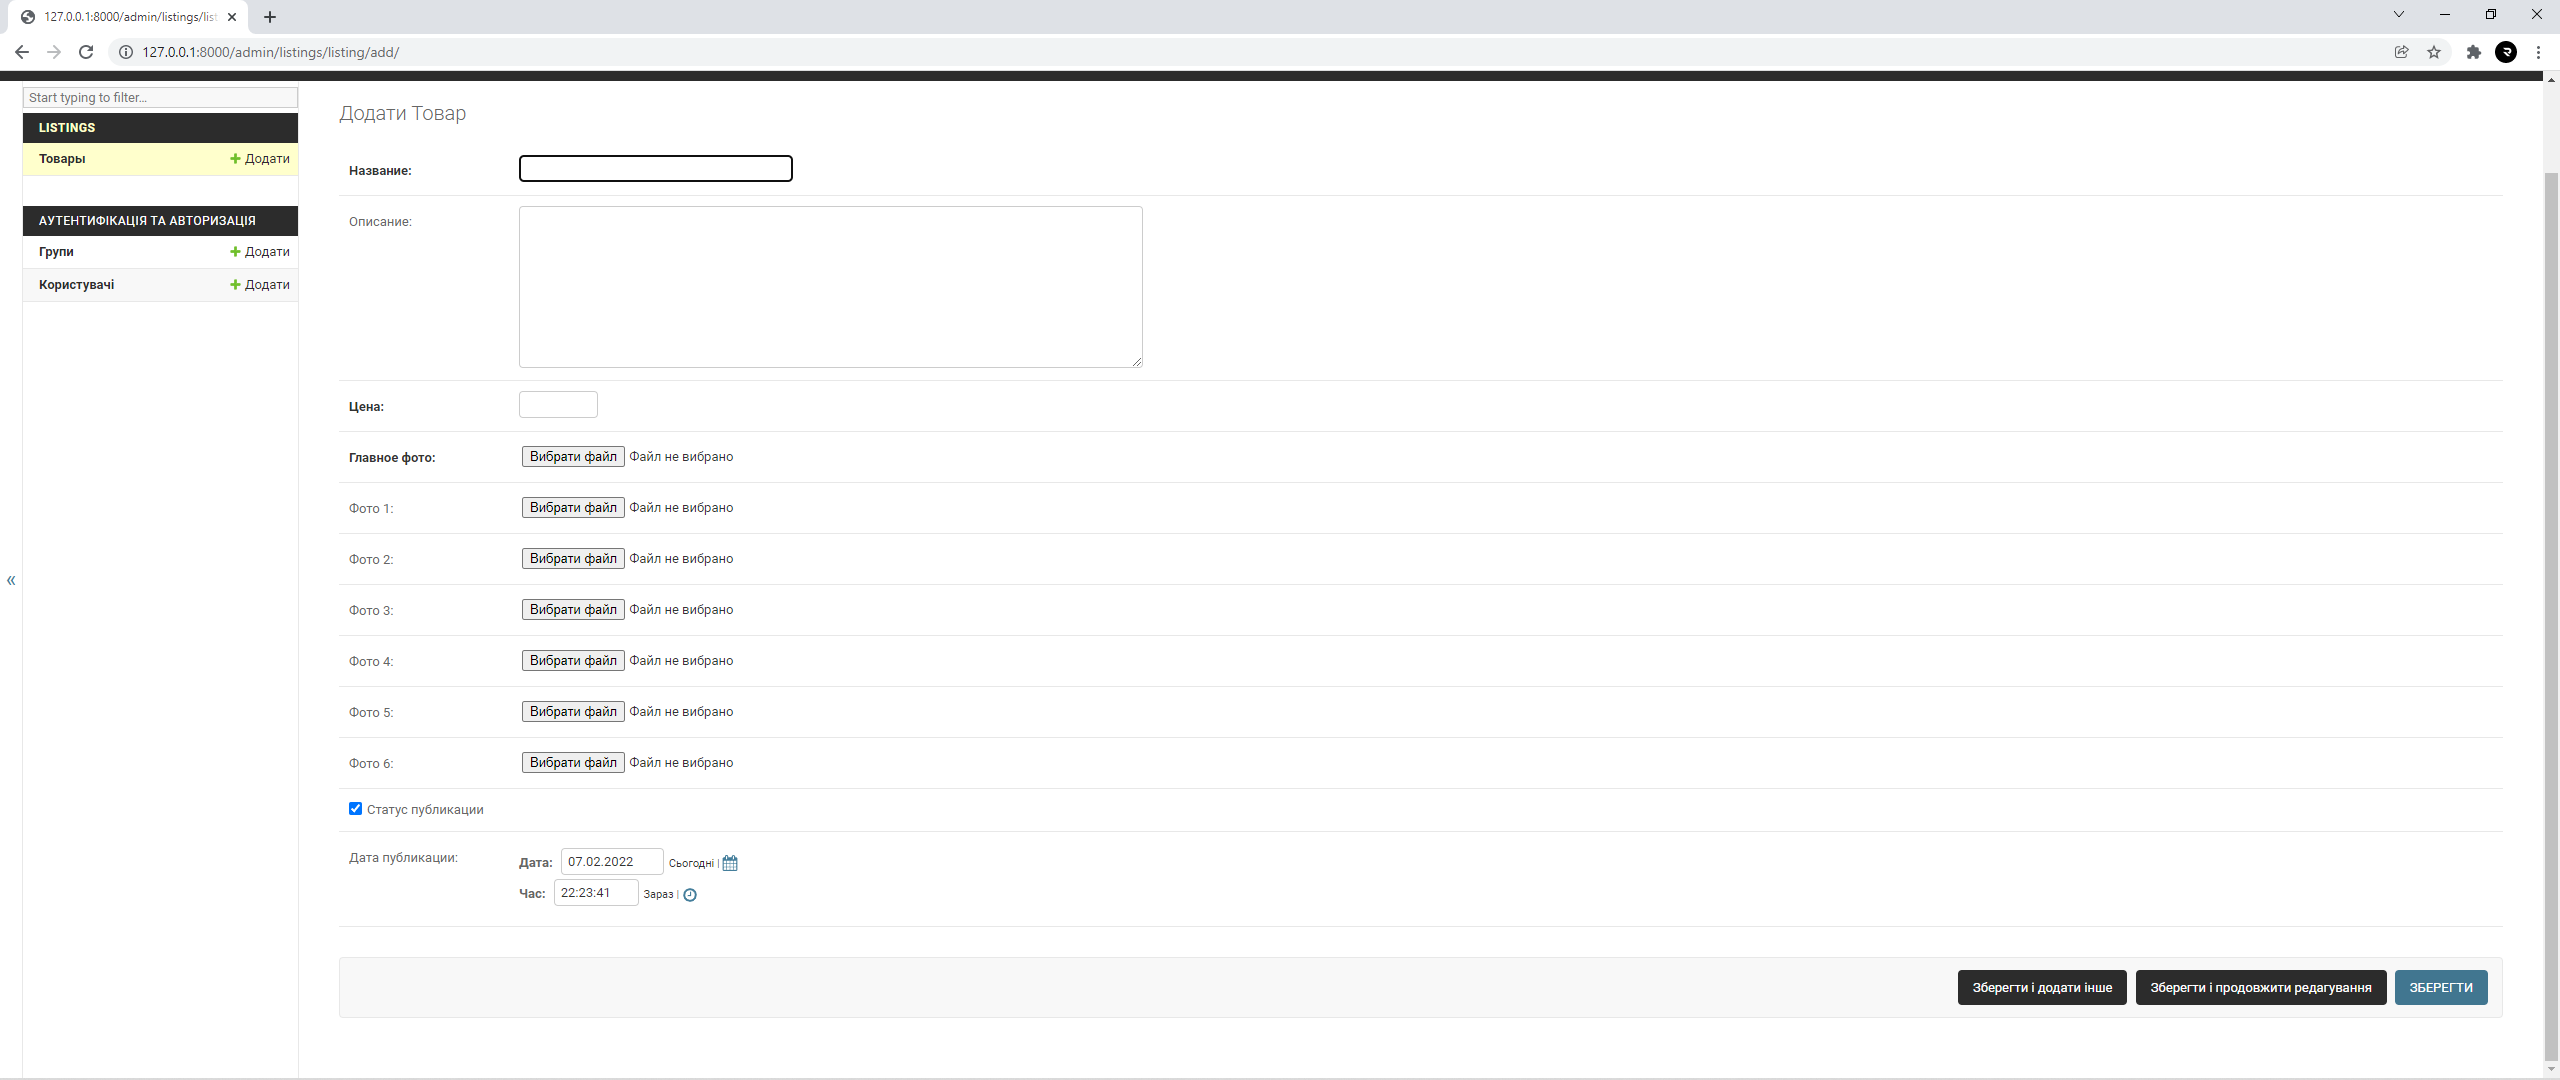 127.0.0.1:8000/admin/listings/list
127.0.0.1:8000/admin/listings/listing/add/
Start typing to filter...
LISTINGS
Товары Додати
АУТЕНТИФІКАЦІЯ ТА АВТОРИЗАЦІЯ
Групи Додати
Користувачі Додати
«
Додати Товар
Название:
Описание:
Цена:
Главное фото: Вибрати файл Файл не вибрано
Фото 1: Вибрати файл Файл не вибрано
Фото 2: Вибрати файл Файл не вибрано
Фото 3: Вибрати файл Файл не вибрано
Фото 4: Вибрати файл Файл не вибрано
Фото 5: Вибрати файл Файл не вибрано
Фото 6: Вибрати файл Файл не вибрано
Статус публикации
Дата публикации: Дата: 07.02.2022 Сьогодні |
Час: 22:23:41 Зараз |
Зберегти і додати інше Зберегти і продовжити редагування ЗБЕРЕГТИ